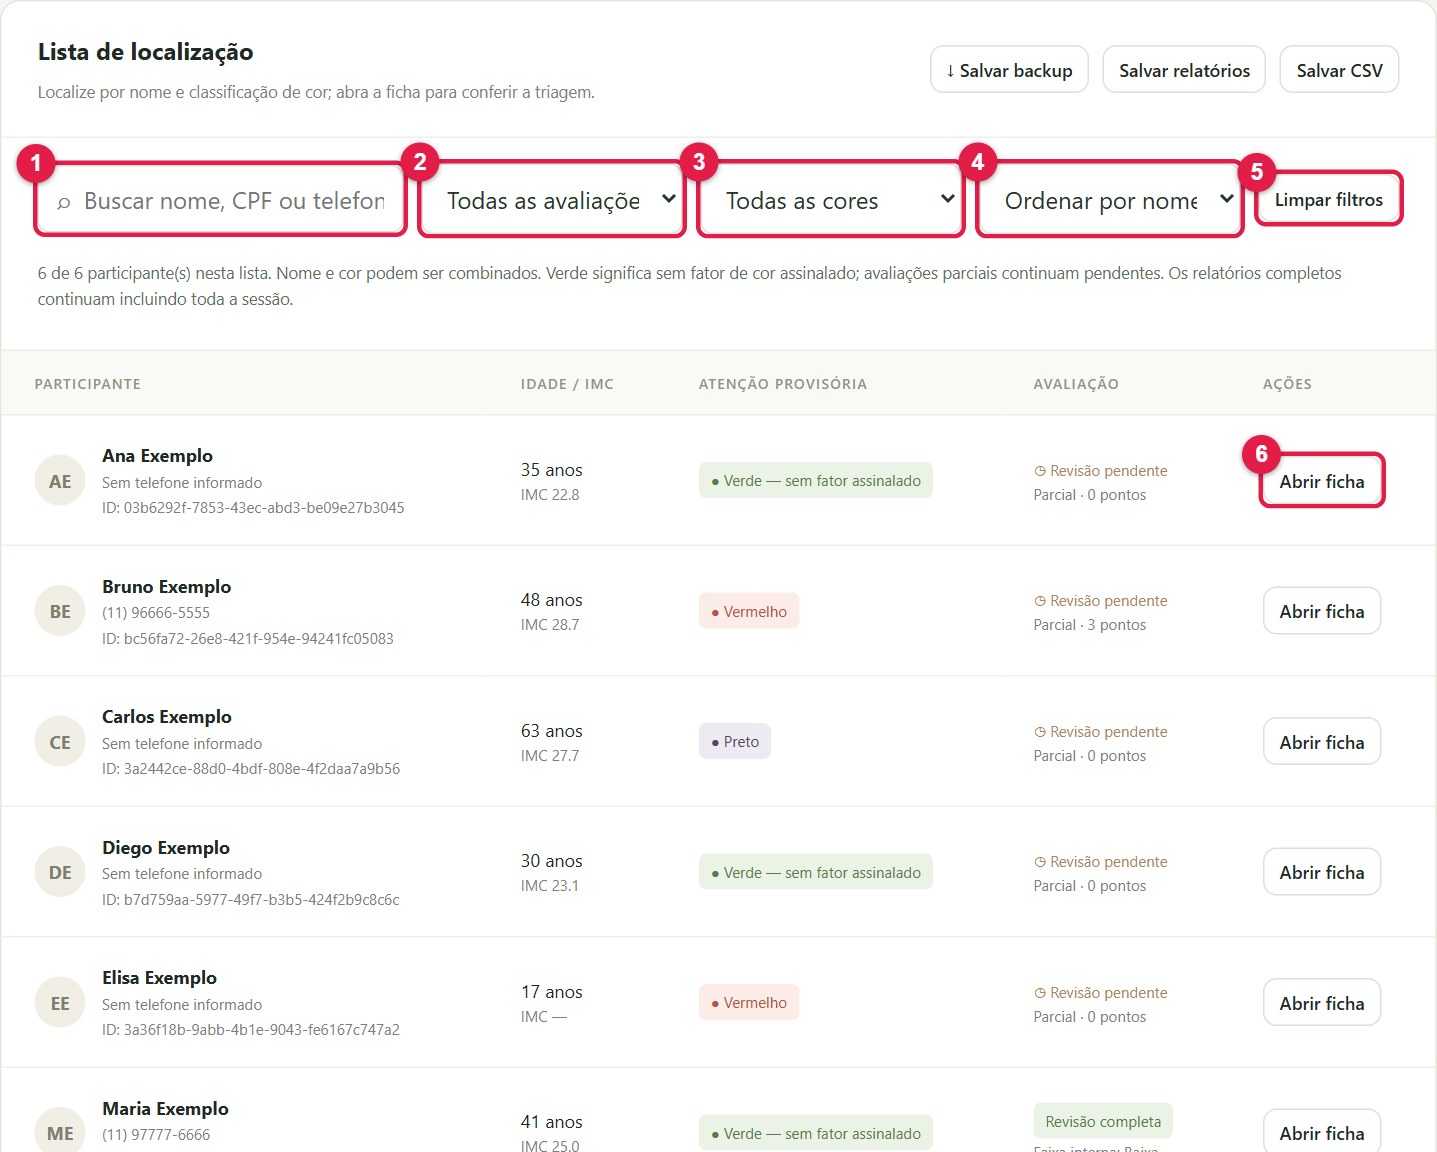 Lista de localização
Localize por nome e classificação de cor; abra a ficha para conferir a triagem.
↓ Salvar backup
Salvar relatórios
Salvar CSV
1
2
3
4
5
Buscar nome, CPF ou telefon
Todas as avaliaçõe
Todas as cores
Ordenar por nome
Limpar filtros
6 de 6 participante(s) nesta lista. Nome e cor podem ser combinados. Verde significa sem fator de cor assinalado; avaliações parciais continuam pendentes. Os relatórios completos
continuam incluindo toda a sessão.
PARTICIPANTE
IDADE / IMC
ATENÇÃO PROVISÓRIA
AVALIAÇÃO
AÇÕES
AE
Ana Exemplo
Sem telefone informado
ID: 03b6292f-7853-43ec-abd3-be09e27b3045
35 anos
IMC 22.8
Verde — sem fator assinalado
Revisão pendente
Parcial · 0 pontos
6
Abrir ficha
BE
Bruno Exemplo
(11) 96666-5555
ID: bc56fa72-26e8-421f-954e-94241fc05083
48 anos
IMC 28.7
Vermelho
Revisão pendente
Parcial · 3 pontos
Abrir ficha
CE
Carlos Exemplo
Sem telefone informado
ID: 3a2442ce-88d0-4bdf-808e-4f2daa7a9b56
63 anos
IMC 27.7
Preto
Revisão pendente
Parcial · 0 pontos
Abrir ficha
DE
Diego Exemplo
Sem telefone informado
ID: b7d759aa-5977-49f7-b3b5-424f2b9c8c6c
30 anos
IMC 23.1
Verde — sem fator assinalado
Revisão pendente
Parcial · 0 pontos
Abrir ficha
EE
Elisa Exemplo
Sem telefone informado
ID: 3a36f18b-9abb-4b1e-9043-fe6167c747a2
17 anos
IMC —
Vermelho
Revisão pendente
Parcial · 0 pontos
Abrir ficha
ME
Maria Exemplo
(11) 97777-6666
41 anos
IMC 25.0
Verde — sem fator assinalado
Revisão completa
Faixa interna: Baixa
Abrir ficha